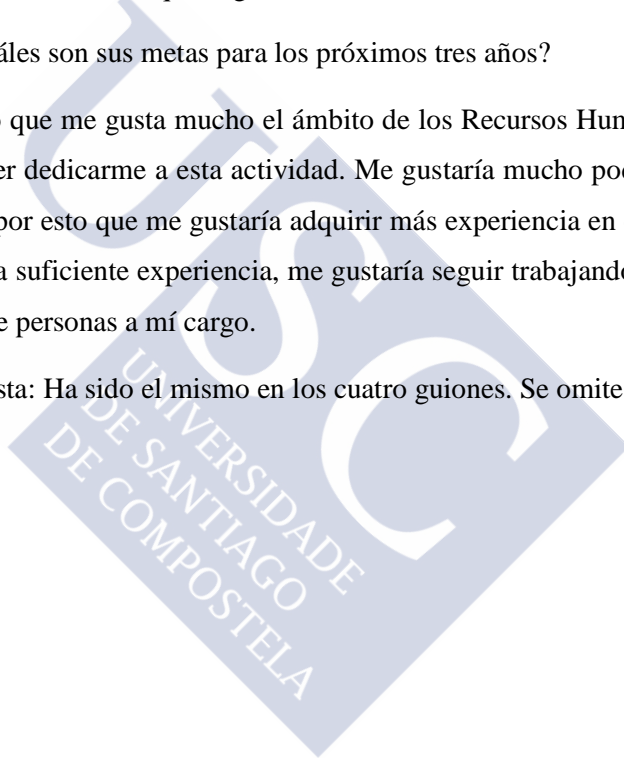 áles son sus metas para los próximos tres años?
que me gusta mucho el ámbito de los Recursos Hum
er dedicarme a esta actividad. Me gustaría mucho pod
por esto que me gustaría adquirir más experiencia en
a suficiente experiencia, me gustaría seguir trabajando
e personas a mí cargo.
sta: Ha sido el mismo en los cuatro guiones. Se omite
USC
UNIVERSIDADE
DE SANTIAGO
DE COMPOSTELA